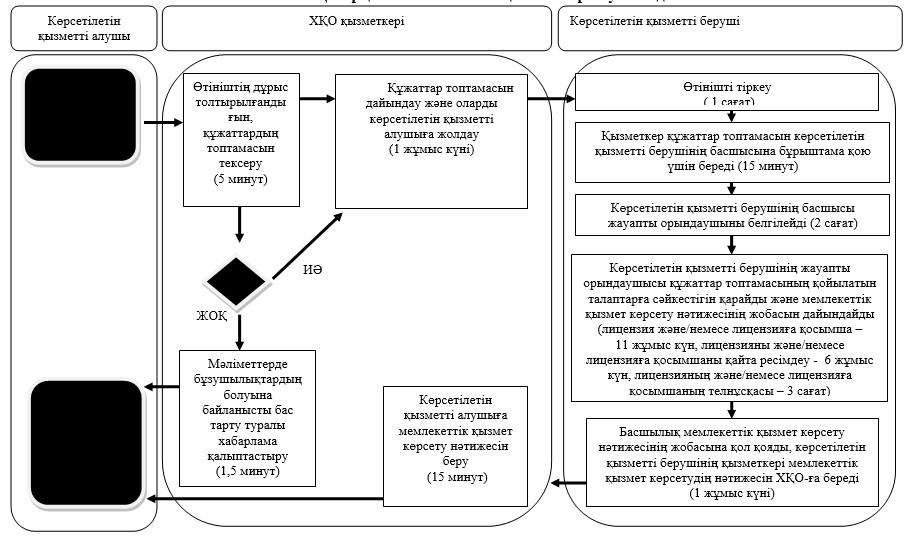 Көрсетілетін
қызметті алушы
ХҚО қызметкері
Көрсетілетін қызметті беруші
Өтініштің дұрыс
толтырылғанды
ғын,
құжаттардың
топтамасын
тексеру
(5 минут)
Құжаттар топтамасын
дайындау және оларды
көрсетілетін қызметті
алушыға жолдау
(1 жұмыс күні)
Өтінішті тіркеу
( 1 сағат)
Қызметкер құжаттар топтамасын көрсетілетін
қызметті берушінің басшысына бұрыштама қою
үшін береді (15 минут)
Көрсетілетін қызметті берушінің басшысы
жауапты орындаушыны белгілейді (2 сағат)
ИӘ
ЖОҚ
Көрсетілетін қызметті берушінің жауапты
орындаушысы құжаттар топтамасының қойылатын
талаптарға сәйкестігін қарайды және мемлекеттік
қызмет көрсету нәтижесінің жобасын дайындайды
(лицензия және/немесе лицензияға қосымша –
11 жұмыс күн, лицензияны және/немесе
лицензияға қосымшаны қайта ресімдеу - 6 жұмыс
күн, лицензияның және/немесе лицензияға
қосымшаның телнұсқасы – 3 сағат)
Мәліметтерде
бұзушылықтардың
болуына
байланысты бас
тарту туралы
хабарлама
қалыптастыру
(1,5 минут)
Көрсетілетін
қызметті алушыға
мемлекеттік қызмет
көрсету нәтижесін
беру
(15 минут)
Басшылық мемлекеттік қызмет көрсету
нәтижесінің жобасына қол қояды, көрсетілетін
қызметті берушінің қызметкері мемлекеттік
қызмет көрсетудің нәтижесін ХҚО-ға береді
(1 жұмыс күні)